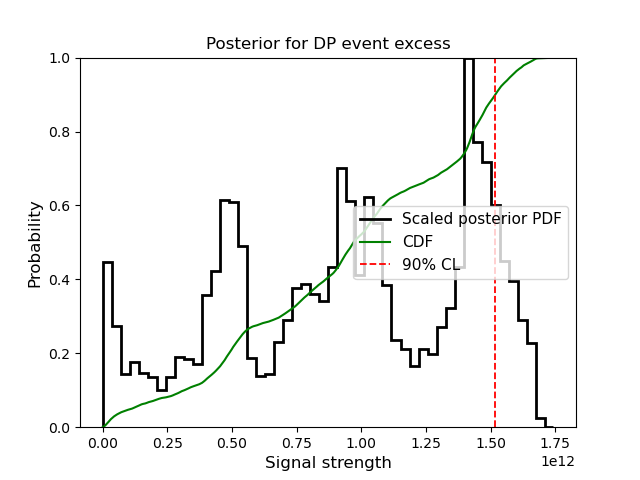 Posterior for DP event excess
1.0
0.8
0.6
0.4
0.2
0.0
Probability
Scaled posterior PDF
CDF
90% CL
0.00 0.25 0.50 0.75 1.00 1.25 1.50 1.75
1e12
Signal strength